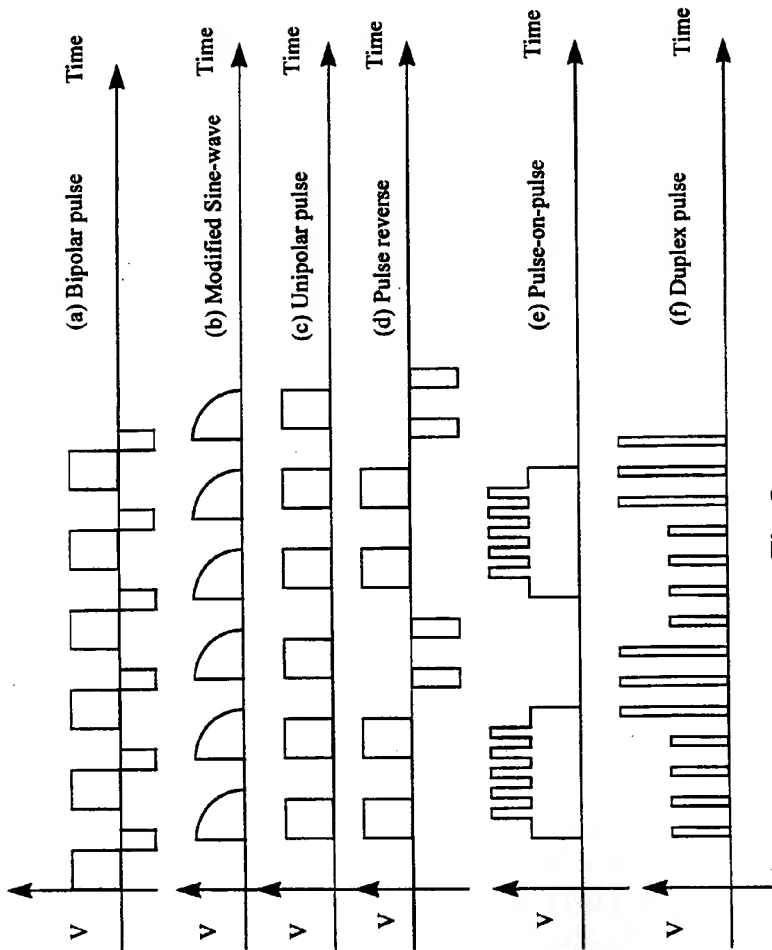 V
(a) Bipolar pulse
Time
V
(b) Modified Sine-wave
Time
V
(c) Unipolar pulse
Time
V
(d) Pulse reverse
Time
V
(e) Pulse-on-pulse
Time
V
(f) Duplex pulse
Time